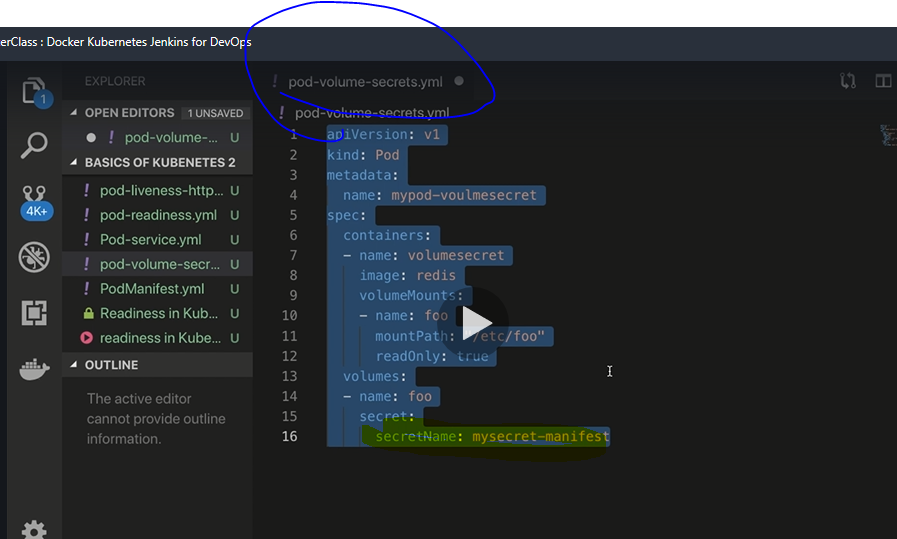 erClass : Docker Kubernetes Jenkins for DevOps
EXPLORER
OPEN EDITORS 1 UNSAVED
! pod-volume-... U
BASICS OF KUBENETES 2
! pod-liveness-http... U
! pod-readiness.yml U
! Pod-service.yml U
! pod-volume-secr... U
! PodManifest.yml U
Readiness in Kub... U
readiness in Kube... U
OUTLINE
The active editor
cannot provide outline
information.
1
4K+
! pod-volume-secrets.yml
! pod-volume-secrets.yml
1 apiVersion: v1
2 kind: Pod
3 metadata:
4 name: mypod-voulmesecret
5 spec:
6 containers:
7 - name: volumesecret
8 image: redis
9 volumeMounts:
10 - name: foo
11 mountPath: "/etc/foo"
12 readOnly: true
13 volumes:
14 - name: foo
15 secret:
16 secretName: mysecret-manifest